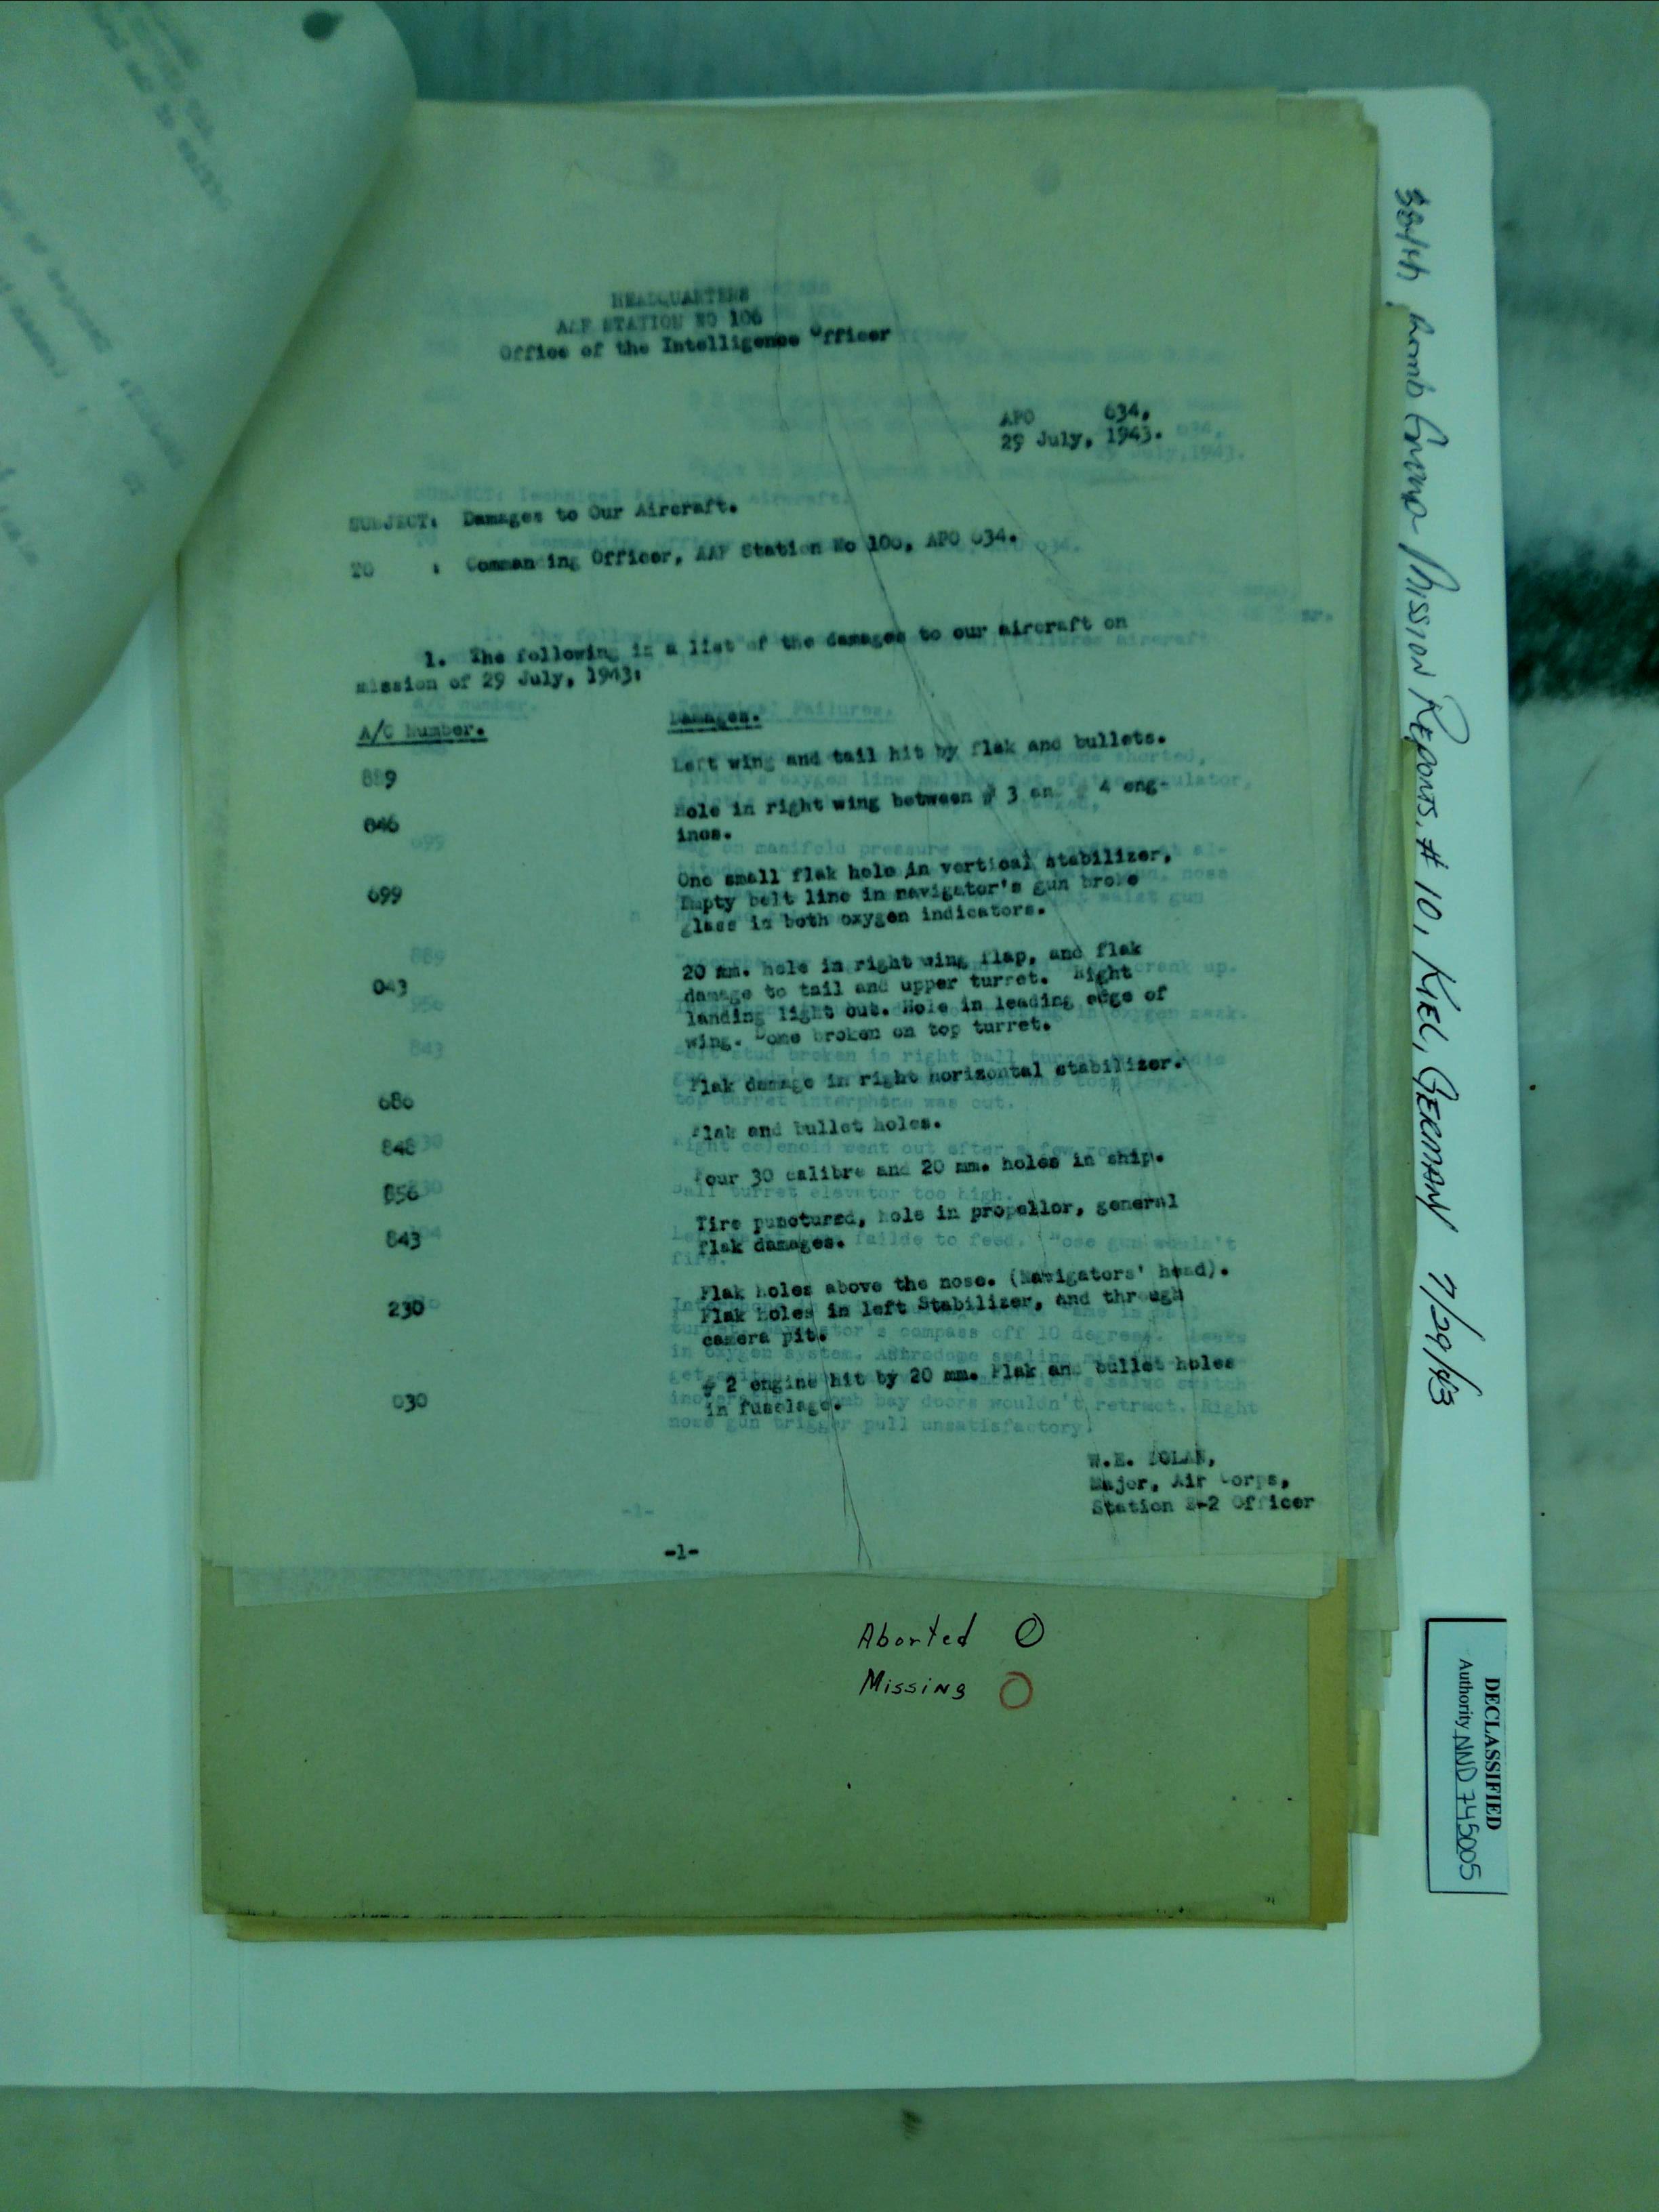 HEADQUARTERS
AAF STATION NO 106
Office of the Intelligence Officer
APO 634.
29 July, 1943.
SUBJECT: Damages to Our Aircraft.
TO : Commanding Officer, AAF Station No 106, APO 634.
1. The following is a list of the damages to our aircraft on
mission of 29 July, 1943:
A/C Number. Damages.
889 Left wing and tail hit by flak and bullets.
846 Hole in right wing between # 3 and # 4 eng-
ines.
699 One small flak hole in vertical stabilizer.
Empty belt line in navigator's gun broke
glass in both oxygen indicators.
043 20 mm. hole in right wing flap, and flak
damage to tail and upper turret. Right
landing light out. Hole in leading edge of
wing. Dome broken on top turret.
686 Flak damage in right horizontal stabilizer.
848 Flak and bullet holes.
856 Four 30 calibre and 20 mm. holes in ship.
843 Tire punctured, hole in propellor, general
flak damages.
230 Flak holes above the nose. (Navigators' head).
Flak holes in left Stabilizer, and through
camera pit.
030 # 2 engine hit by 20 mm. Flak and bullet holes
in fuselage.
W.E. DOLAN,
Major, Air Corps,
Station S-2 Officer
-1-
Aborted 0
Missing 0
384th Bomb Group Mission Reports, # 10, KIEL, GERMANY 7/29/43
DECLASSIFIED
Authority NND 745005